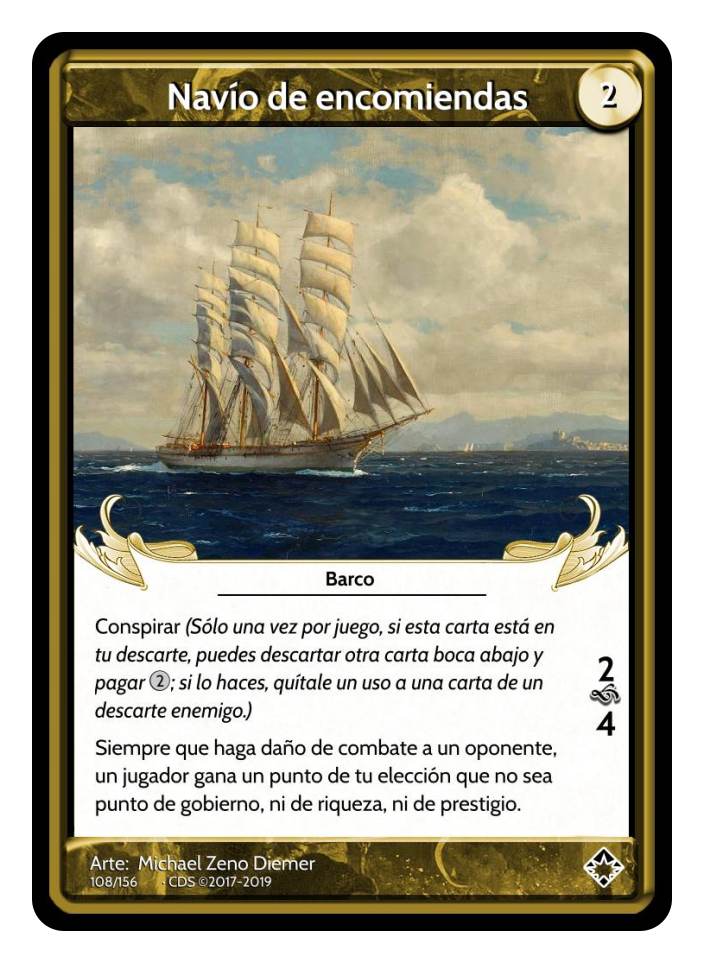 Navío de encomiendas
2
Barco
Conspirar (Sólo una vez por juego, si esta carta está en
tu descarte, puedes descartar otra carta boca abajo y
pagar 2; si lo haces, quítale un uso a una carta de un
descarte enemigo.)
2
4
Siempre que haga daño de combate a un oponente,
un jugador gana un punto de tu elección que no sea
punto de gobierno, ni de riqueza, ni de prestigio.
Arte: Michael Zeno Diemer
108/156 · CDS ©2017-2019